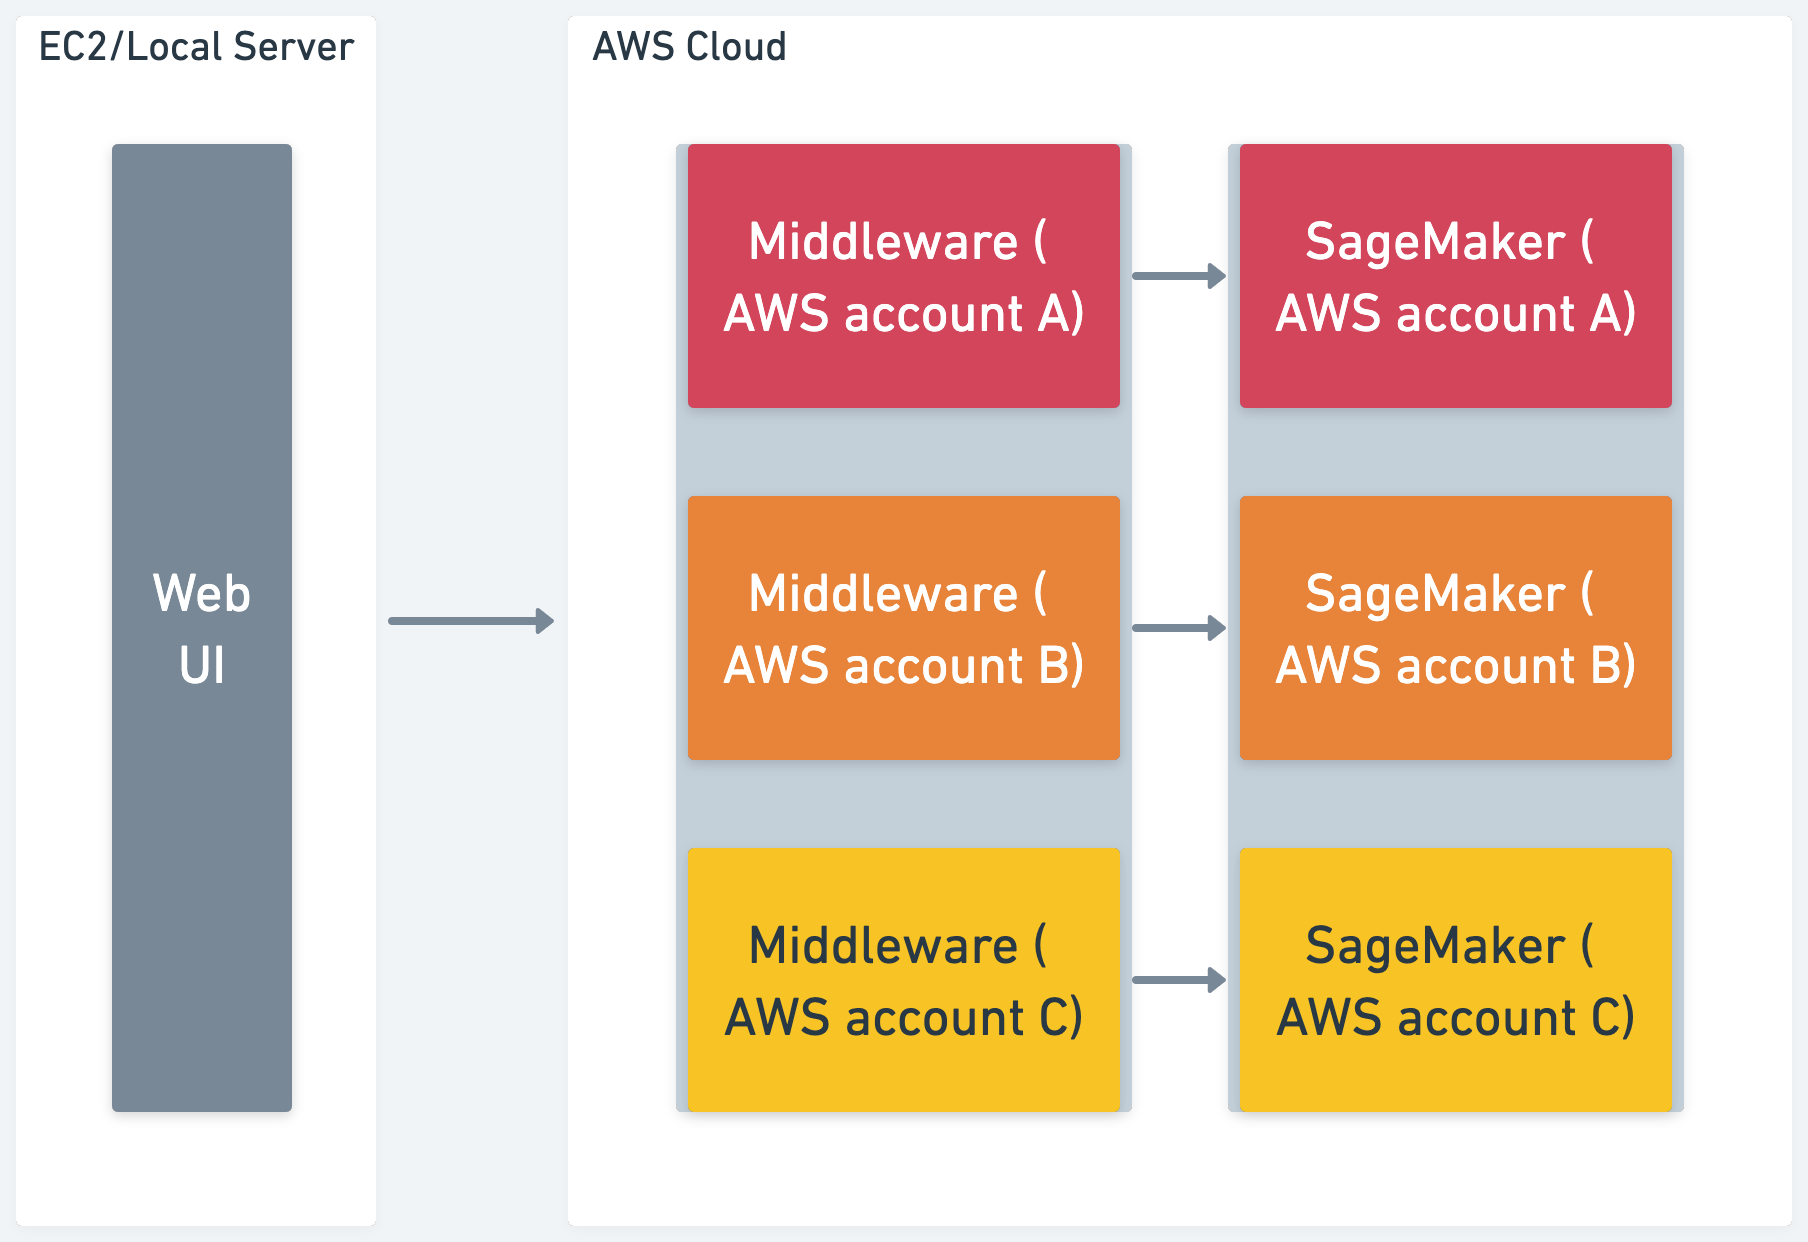 EC2/Local Server
AWS Cloud
Web
UI
Middleware (
AWS account A)
SageMaker (
AWS account A)
Middleware (
AWS account B)
SageMaker (
AWS account B)
Middleware (
AWS account C)
SageMaker (
AWS account C)